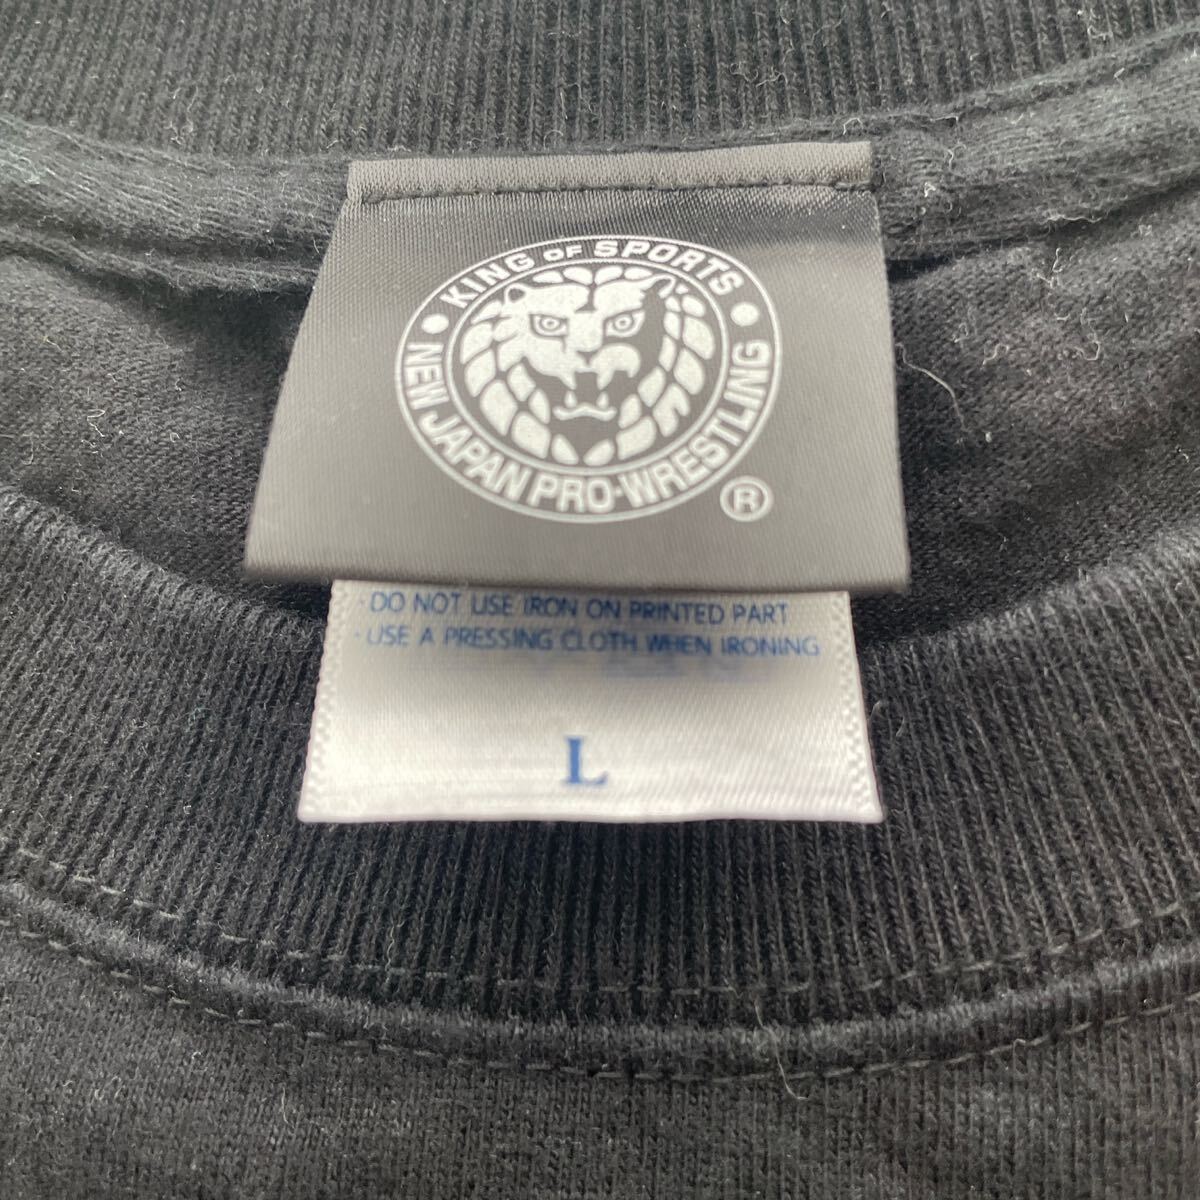 KING OF SPORTS
• NEW JAPAN PRO-WRESTLING •
®
· DO NOT USE IRON ON PRINTED PART
· USE A PRESSING CLOTH WHEN IRONING
L